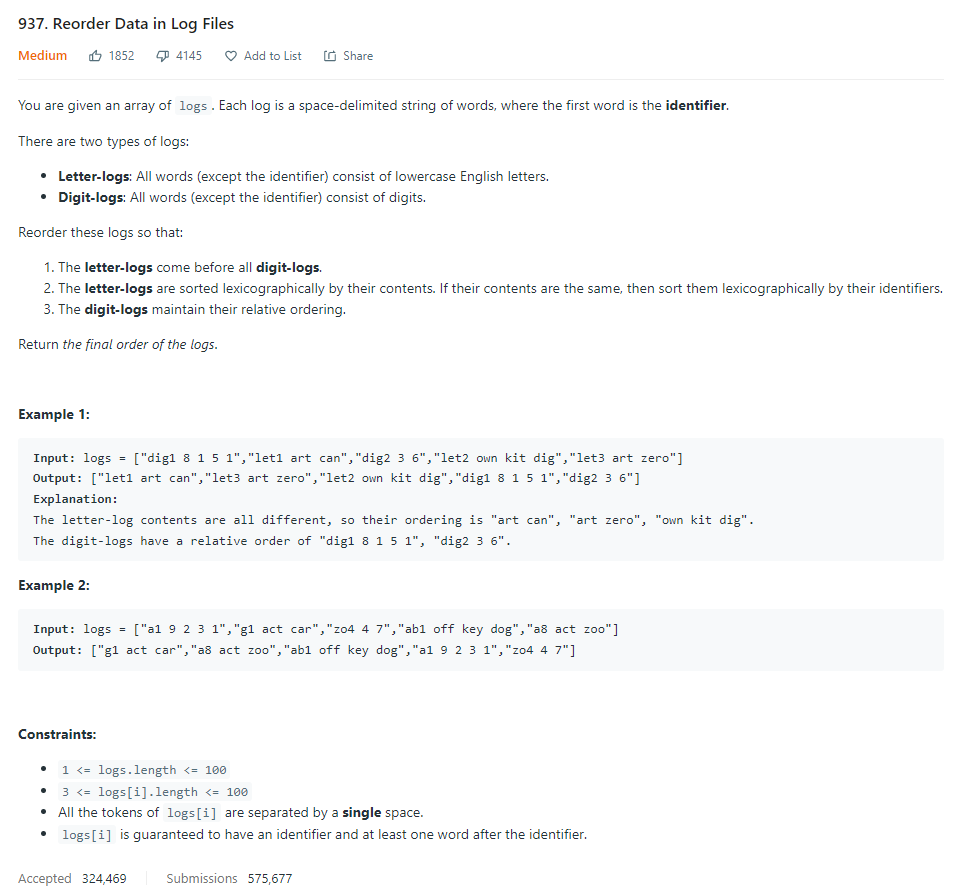 937. Reorder Data in Log Files
Medium 1852 4145 Add to List Share
You are given an array of logs. Each log is a space-delimited string of words, where the first word is the identifier.
There are two types of logs:
• Letter-logs: All words (except the identifier) consist of lowercase English letters.
• Digit-logs: All words (except the identifier) consist of digits.
Reorder these logs so that:
1. The letter-logs come before all digit-logs.
2. The letter-logs are sorted lexicographically by their contents. If their contents are the same, then sort them lexicographically by their identifiers.
3. The digit-logs maintain their relative ordering.
Return the final order of the logs.
Example 1:
Input: logs = ["dig1 8 1 5 1","let1 art can","dig2 3 6","let2 own kit dig","let3 art zero"]
Output: ["let1 art can","let3 art zero","let2 own kit dig","dig1 8 1 5 1","dig2 3 6"]
Explanation:
The letter-log contents are all different, so their ordering is "art can", "art zero", "own kit dig".
The digit-logs have a relative order of "dig1 8 1 5 1", "dig2 3 6".
Example 2:
Input: logs = ["a1 9 2 3 1","g1 act car","zo4 4 7","ab1 off key dog","a8 act zoo"]
Output: ["g1 act car","a8 act zoo","ab1 off key dog","a1 9 2 3 1","zo4 4 7"]
Constraints:
• 1 <= logs.length <= 100
• 3 <= logs[i].length <= 100
• All the tokens of logs[i] are separated by a single space.
• logs[i] is guaranteed to have an identifier and at least one word after the identifier.
Accepted 324,469 Submissions 575,677